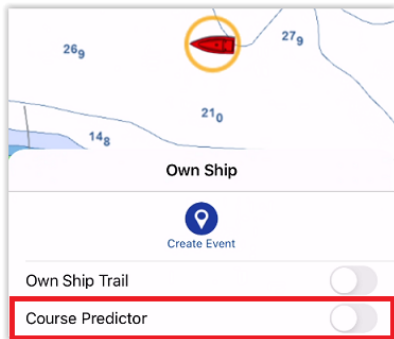 26₉
27₉
21₀
14₈
Own Ship
Create Event
Own Ship Trail
Course Predictor